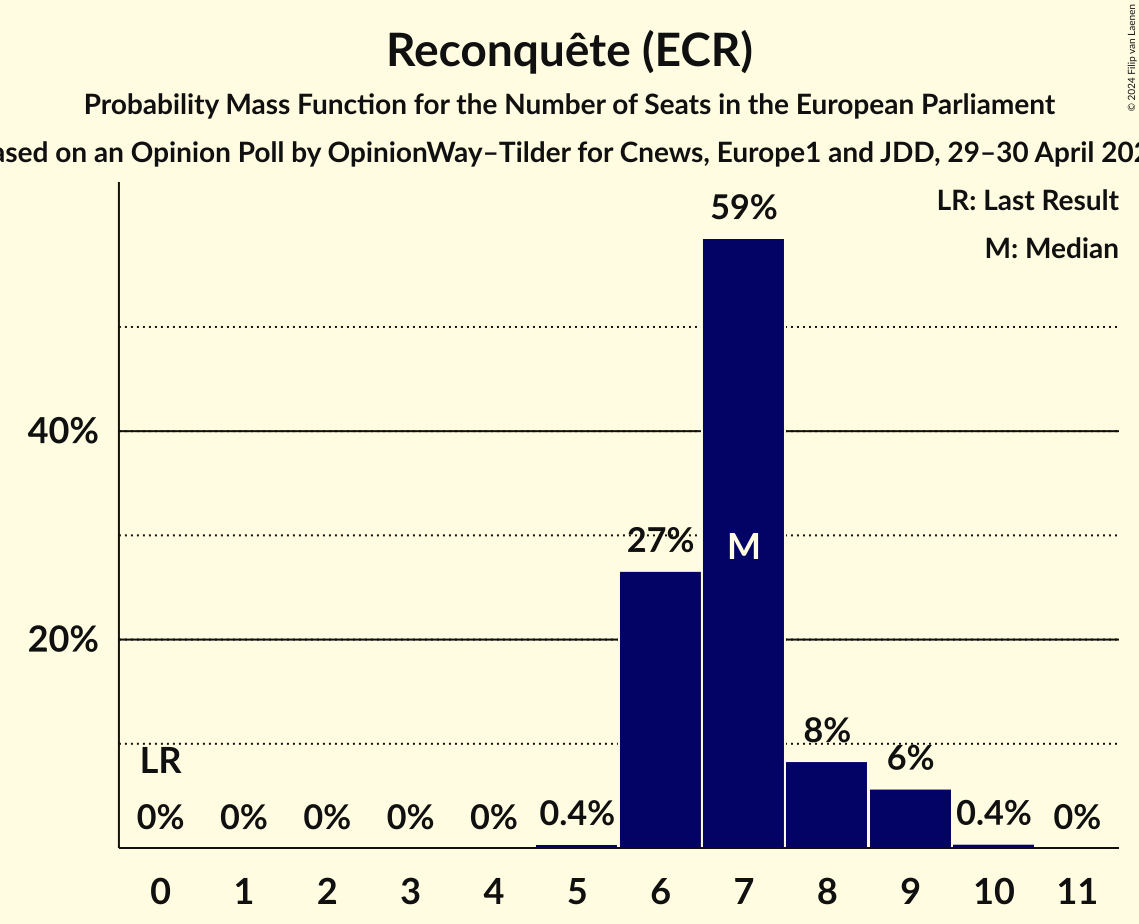 Reconquête (ECR)
Probability Mass Function for the Number of Seats in the European Parliament
ased on an Opinion Poll by OpinionWay–Tilder for Cnews, Europe1 and JDD, 29–30 April 202
© 2024 Filip van Laenen
LR: Last Result
M: Median
59%
40%
27%
M
20%
8%
6%
LR
0% 0% 0% 0% 0% 0.4% 0.4% 0%
0 1 2 3 4 5 6 7 8 9 10 11